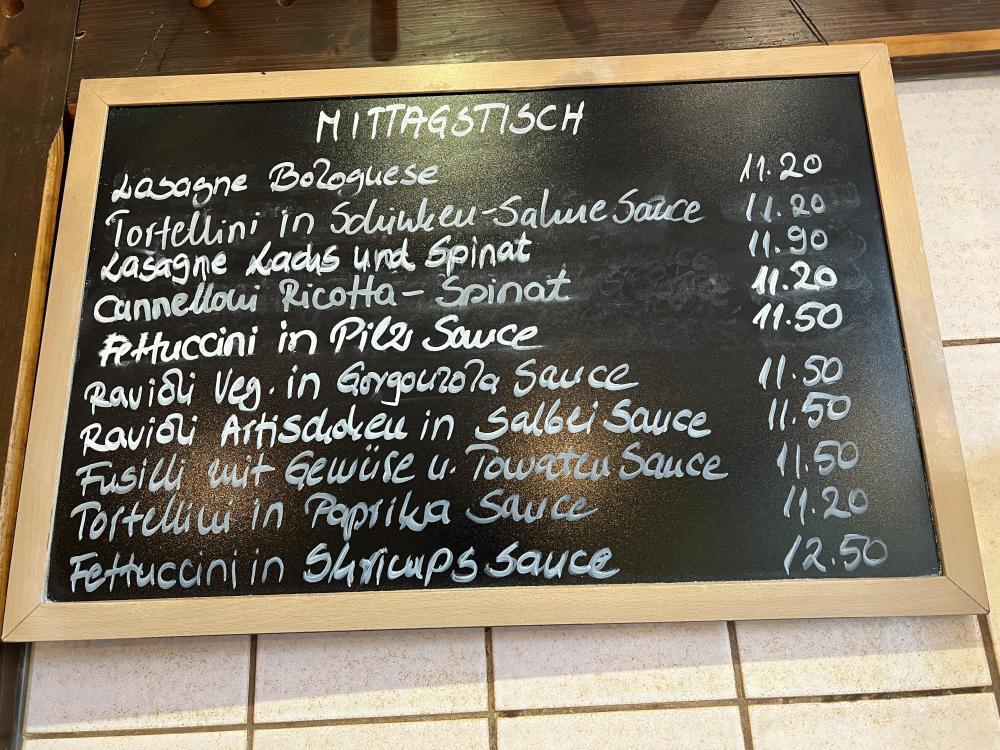 MITTAGSTISCH
Lasagne Bolognese 11.20
Tortellini in Schinken-Sahne Sauce 11.20
Lasagne Lachs und Spinat 11.90
Cannelloni Ricotta-Spinat 11.20
Fettuccini in Pilz Sauce 11.50
Ravioli Veg. in Gorgonzola Sauce 11.50
Ravioli Artischoken in Salbei Sauce 11.50
Fusilli mit Gemüse u. Tomaten Sauce 11.50
Tortellini in Paprika Sauce 11.20
Fettuccini in Shrimps Sauce 12.50